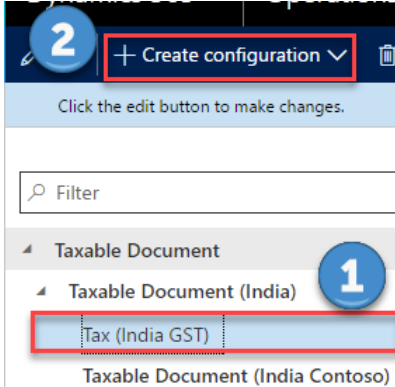 2
+ Create configuration
Click the edit button to make changes.
Filter
Taxable Document
Taxable Document (India)
1
Tax (India GST)
Taxable Document (India Contoso)